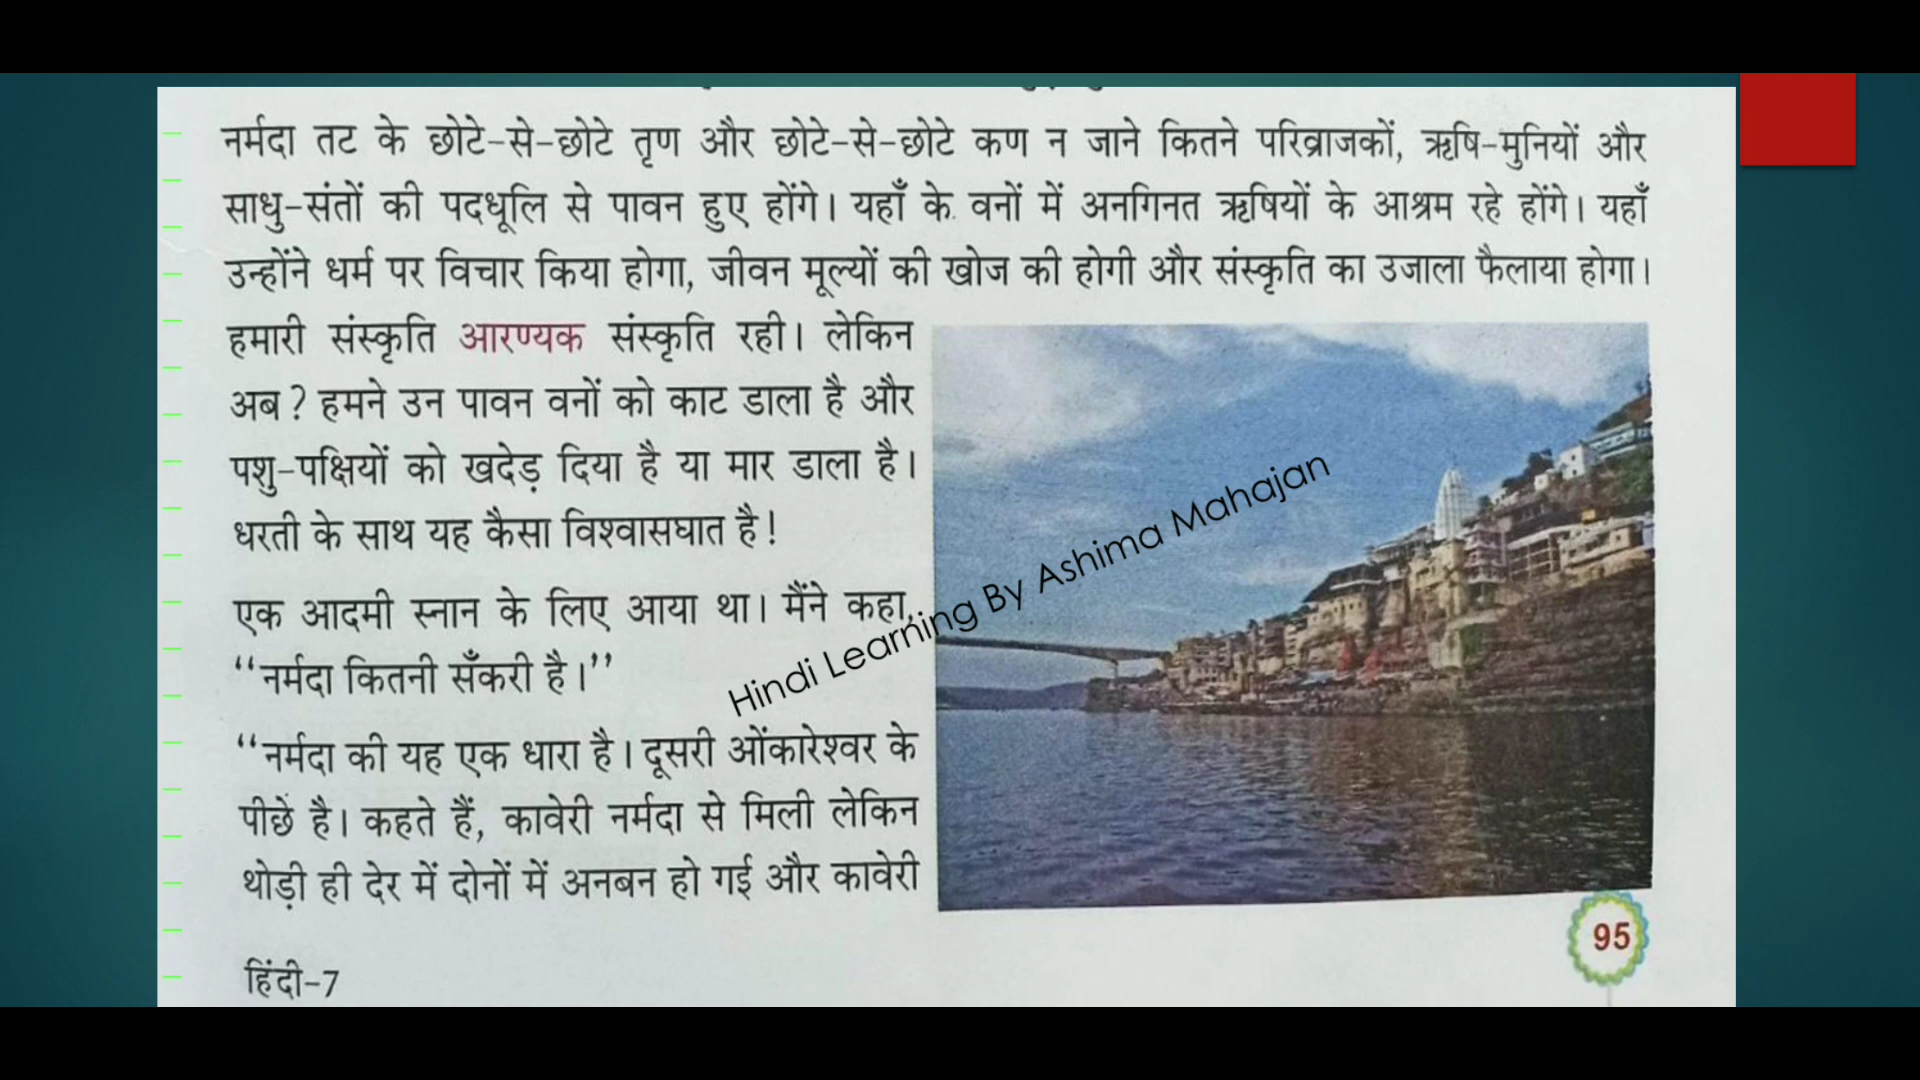 नर्मदा तट के छोटे-से-छोटे तृण और छोटे-से-छोटे कण न जाने कितने परिव्राजकों, ऋषि-मुनियों और
साधु-संतों की पदधूलि से पावन हुए होंगे। यहाँ के वनों में अनगिनत ऋषियों के आश्रम रहे होंगे। यहाँ
उन्होंने धर्म पर विचार किया होगा, जीवन मूल्यों की खोज की होगी और संस्कृति का उजाला फैलाया होगा।
हमारी संस्कृति आरण्यक संस्कृति रही। लेकिन
अब? हमने उन पावन वनों को काट डाला है और
पशु-पक्षियों को खदेड़ दिया है या मार डाला है।
धरती के साथ यह कैसा विश्वासघात है!
एक आदमी स्नान के लिए आया था। मैंने कहा,
“नर्मदा कितनी सँकरी है।”
“नर्मदा की यह एक धारा है। दूसरी ओंकारेश्वर के
पीछे है। कहते हैं, कावेरी नर्मदा से मिली लेकिन
थोड़ी ही देर में दोनों में अनबन हो गई और कावेरी
Hindi Learning By Ashima Mahajan
95
हिंदी-7